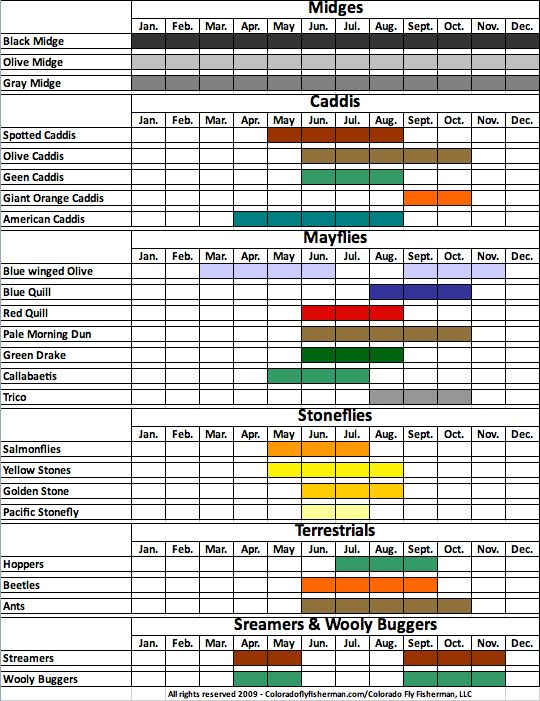 Midges
Jan. Feb. Mar. Apr. May Jun. Jul. Aug. Sept. Oct. Nov. Dec.
Black Midge
Olive Midge
Gray Midge
Caddis
Jan. Feb. Mar. Apr. May Jun. Jul. Aug. Sept. Oct. Nov. Dec.
Spotted Caddis
Olive Caddis
Geen Caddis
Giant Orange Caddis
American Caddis
Mayflies
Jan. Feb. Mar. Apr. May Jun. Jul. Aug. Sept. Oct. Nov. Dec.
Blue winged Olive
Blue Quill
Red Quill
Pale Morning Dun
Green Drake
Callabaetis
Trico
Stoneflies
Jan. Feb. Mar. Apr. May Jun. Jul. Aug. Sept. Oct. Nov. Dec.
Salmonflies
Yellow Stones
Golden Stone
Pacific Stonefly
Terrestrials
Jan. Feb. Mar. Apr. May Jun. Jul. Aug. Sept. Oct. Nov. Dec.
Hoppers
Beetles
Ants
Streamers & Wooly Buggers
Jan. Feb. Mar. Apr. May Jun. Jul. Aug. Sept. Oct. Nov. Dec.
Streamers
Wooly Buggers
All rights reserved 2009 - Coloradoflyfisherman.com/Colorado Fly Fisherman, LLC